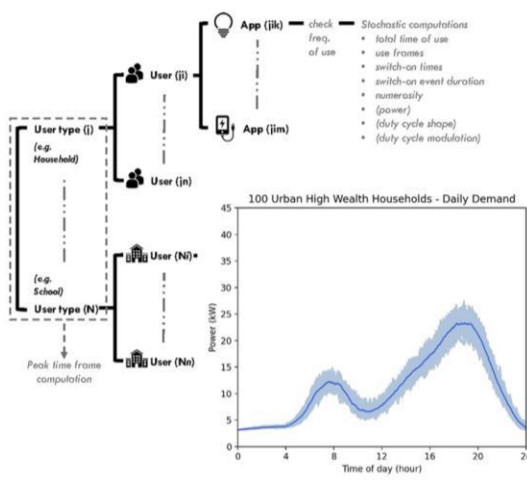 App (jik)
check
freq.
of use
Stochastic computations
• total time of use
• use frames
• switch-on times
• switch-on event duration
• numerosity
• (power)
• (duty cycle shape)
• (duty cycle modulation)
User (ji)
App (jim)
User type (j)
(e.g.
Household)
User (jn)
User (Ni)
(e.g.
School)
User type (N)
User (Nn)
Peak time frame
computation
100 Urban High Wealth Households - Daily Demand
Power (kW)
45
40
35
30
25
20
15
10
5
0
0 4 8 12 16 20 24
Time of day (hour)